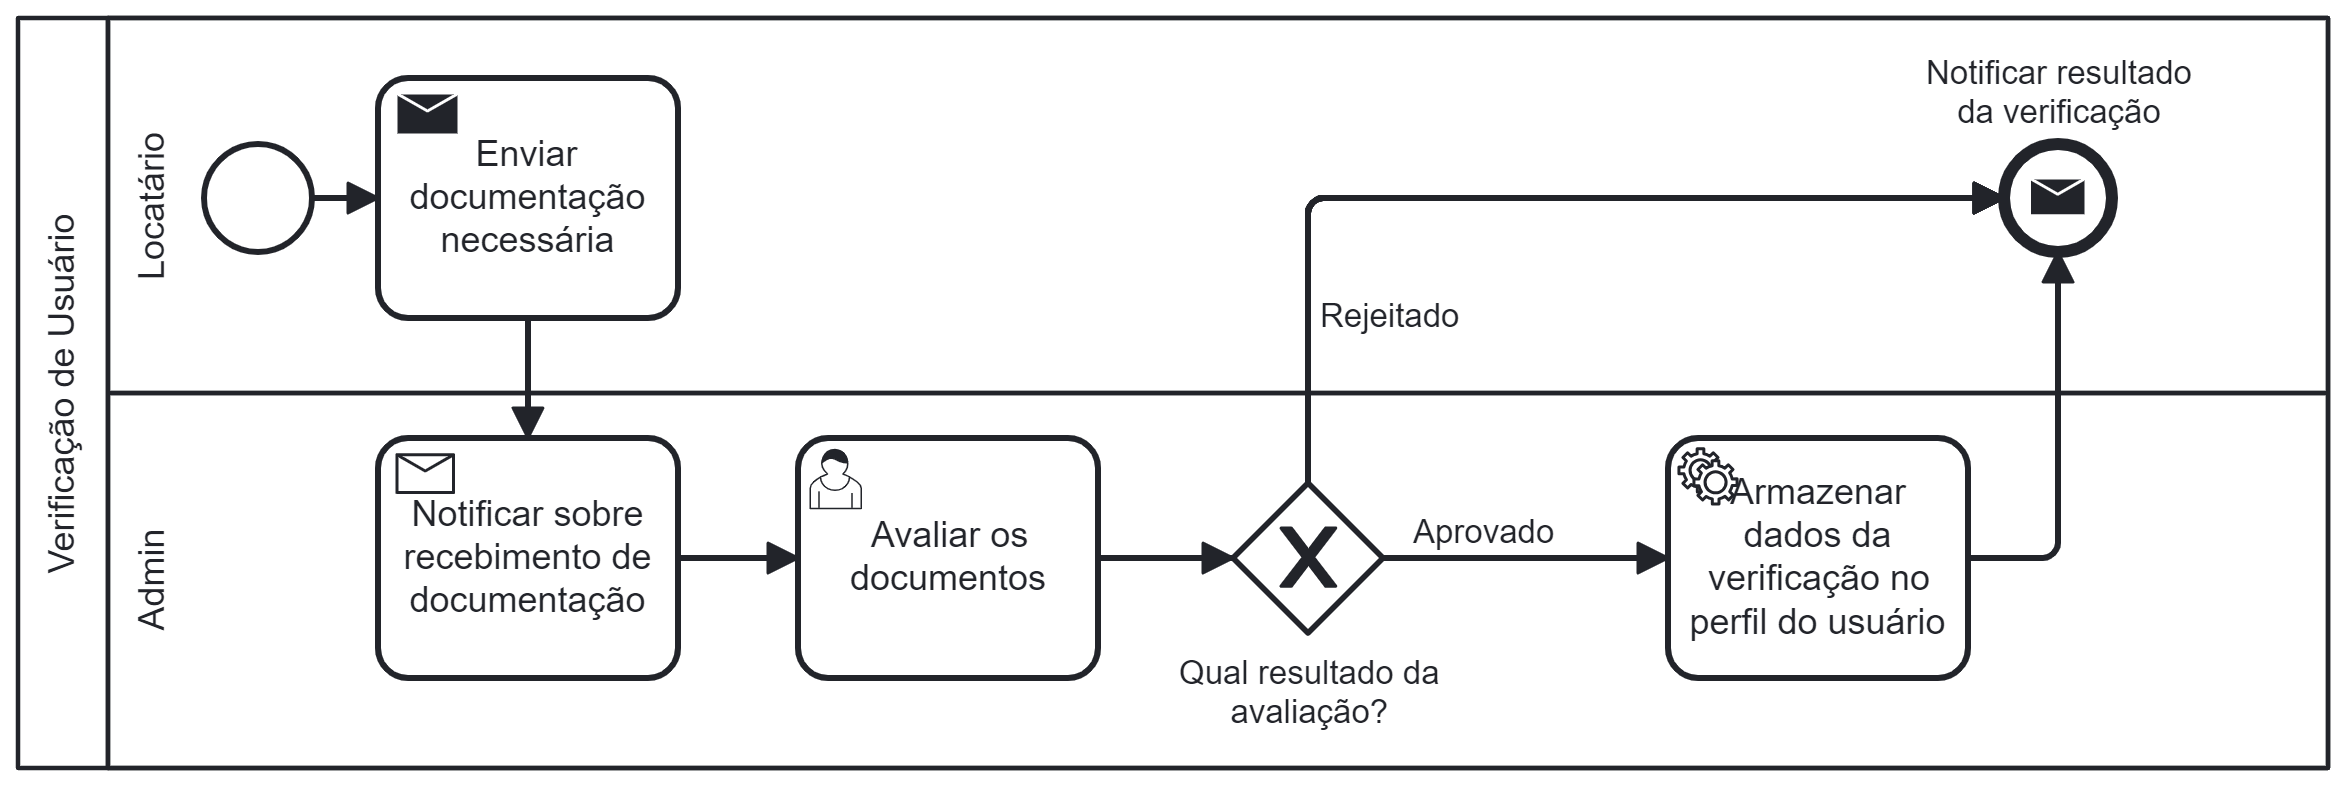 Verificação de Usuário
Locatário
Enviar
documentação
necessária
Notificar resultado
da verificação
Rejeitado
Admin
Notificar sobre
recebimento de
documentação
Avaliar os
documentos
Qual resultado da
avaliação?
Aprovado
Armazenar
dados da
verificação no
perfil do usuário